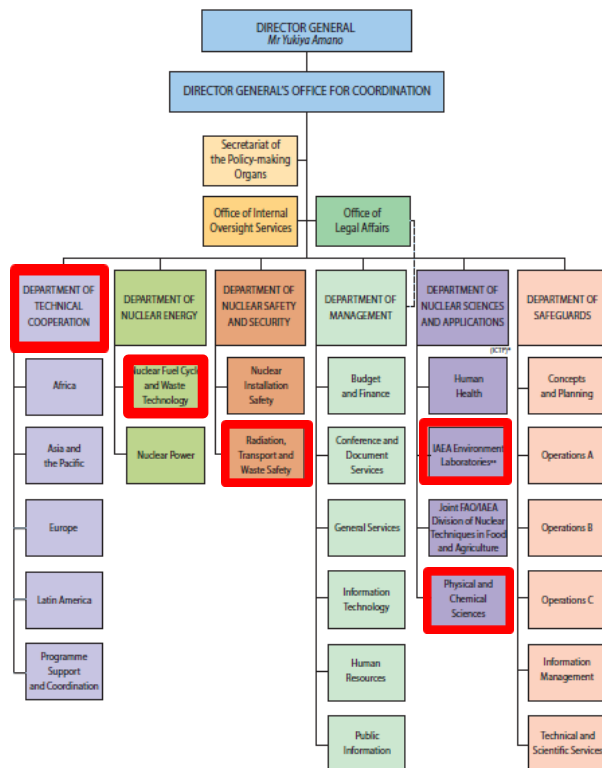 DIRECTOR GENERAL
Mr Yukiya Amano
DIRECTOR GENERAL'S OFFICE FOR COORDINATION
Secretariat of
the Policy-making
Organs
Office of Internal
Oversight Services
Office of
Legal Affairs
DEPARTMENT OF
TECHNICAL
COOPERATION
DEPARTMENT OF
NUCLEAR ENERGY
DEPARTMENT OF
NUCLEAR SAFETY
AND SECURITY
DEPARTMENT OF
MANAGEMENT
DEPARTMENT OF
NUCLEAR SCIENCES
AND APPLICATIONS
DEPARTMENT OF
SAFEGUARDS
(ICTP)*
Africa
Nuclear Fuel Cycle
and Waste
Technology
Nuclear
Installation
Safety
Budget
and Finance
Human
Health
Concepts
and Planning
Asia and
the Pacific
Nuclear Power
Radiation,
Transport and
Waste Safety
Conference and
Document
Services
IAEA Environment
Laboratories**
Operations A
Europe
General Services
Joint FAO/IAEA
Division of Nuclear
Techniques in Food
and Agriculture
Operations B
Latin America
Information
Technology
Physical and
Chemical
Sciences
Operations C
Programme
Support
and Coordination
Human
Resources
Information
Management
Public
Information
Technical and
Scientific Services